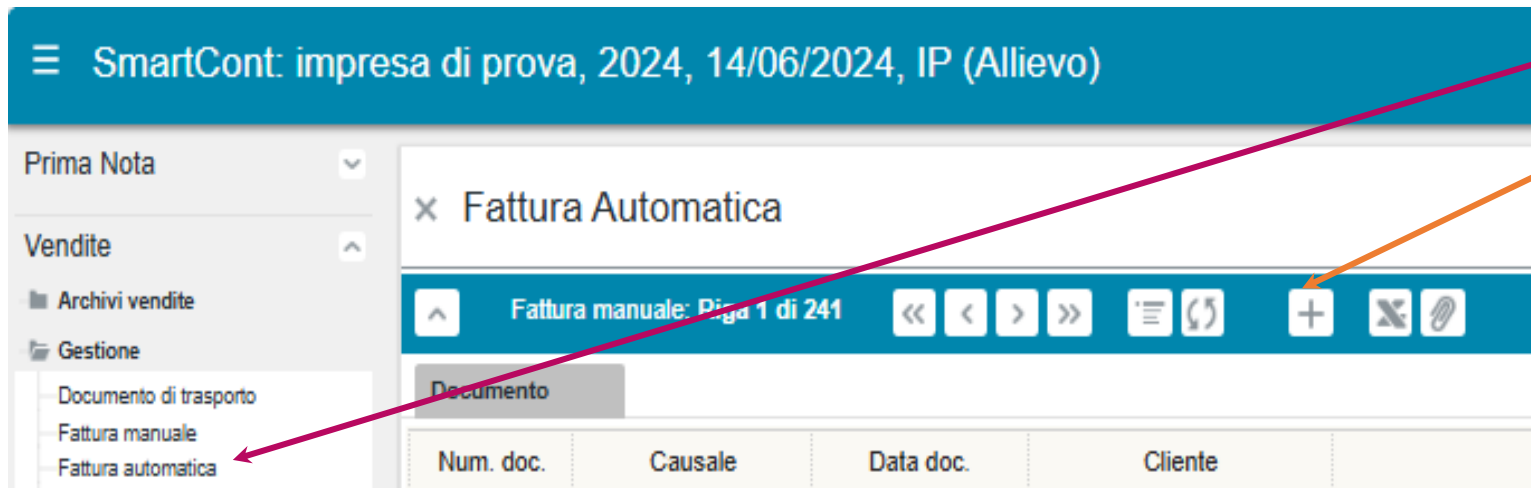 SmartCont: impresa di prova, 2024, 14/06/2024, IP (Allievo)
Prima Nota
Vendite
Archivi vendite
Gestione
Documento di trasporto
Fattura manuale
Fattura automatica
× Fattura Automatica
Fattura manuale: Riga 1 di 241
Documento
Num. doc. Causale Data doc. Cliente